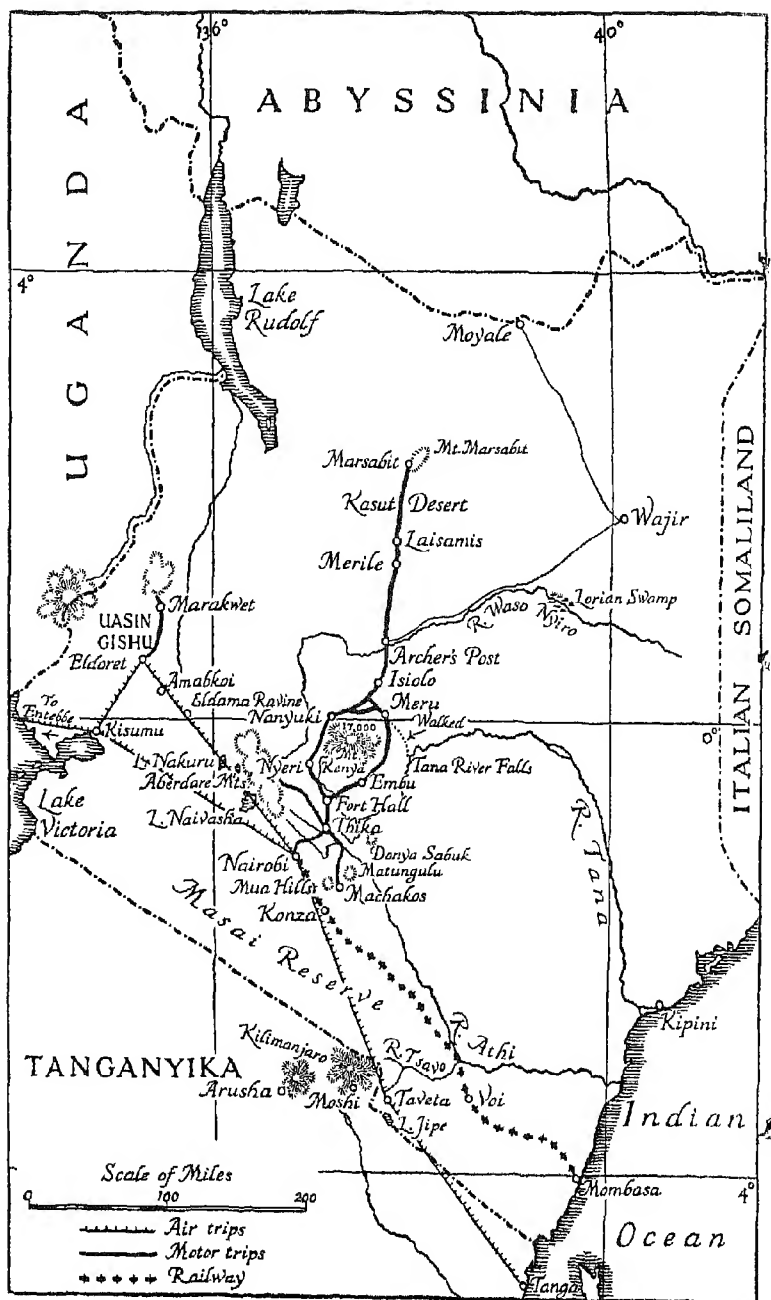 36°
40°
ABYSSINIA
UGANDA
4°
Lake
Rudolf
Moyale
Marsabit
Mt. Marsabit
Kasut Desert
Laisamis
Merile
Wajir
ITALIAN SOMALILAND
Lorian Swamp
R. Waso Nyiro
Marakwet
UASIN
GISHU
Eldoret
Archer's Post
Isiolo
Amabkoi
Eldama Ravine
Nanyuki
Meru
Walked
To
Entebbe
Kisumu
17,000
Mt.
Kenya
0°
L. Nakuru
Aberdare Mts.
Nyeri
Embu
Tana River Falls
Lake
Victoria
Fort Hall
L. Naivasha
Thika
R. Tana
Nairobi
Donya Sabuk
Matungulu
Mua Hills
Machakos
Konza
Masai Reserve
Kipini
R. Athi
Kilimanjaro
R. Tsavo
TANGANYIKA
Arusha
Moshi
Taveta
Voi
L. Jipe
Indian
Ocean
Scale of Miles
0 100 200
Mombasa
4°
Air trips
Motor trips
Railway
Tanga